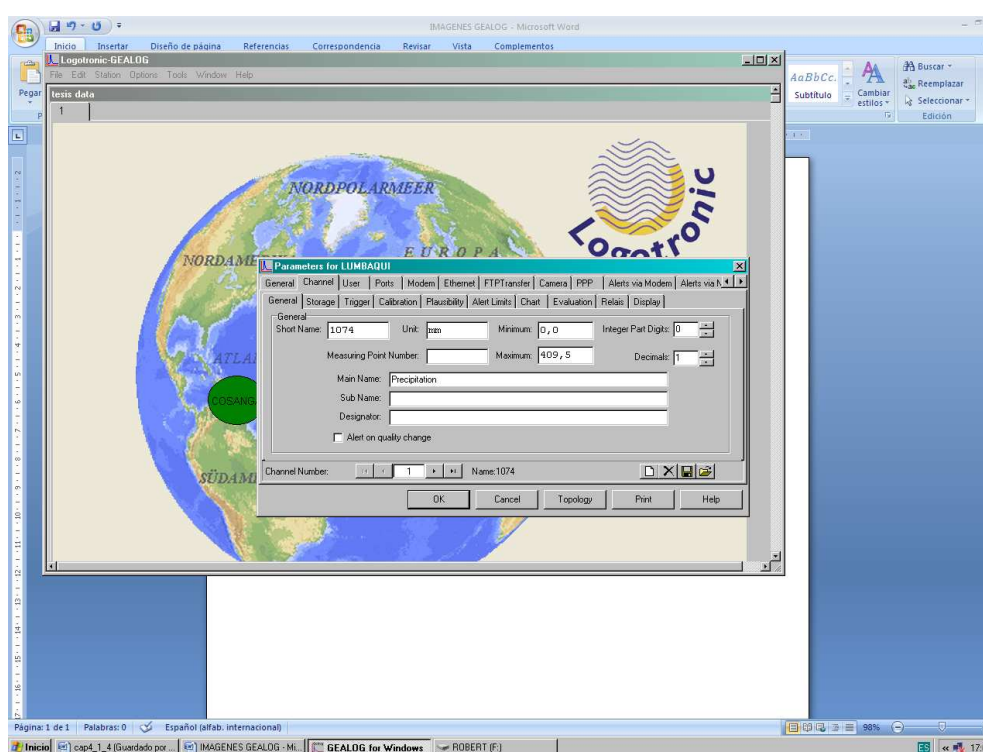 IMAGENES GEALOG - Microsoft Word
Inicio Insertar Diseño de página Referencias Correspondencia Revisar Vista Complementos
Logotronic-GEALOG
File Edit Station Options Tools Window Help
Pegar
AaBbCc.
Subtítulo
Cambiar estilos
Buscar
Reemplazar
Seleccionar
Edición
tesis data
1
NORDPOLARMEER
Logotronic
EUROPA
Parameters for LUMBAQUI
General Channel User Ports Modem Ethernet FTPTransfer Camera PPP Alerts via Modem
General Storage Trigger Calibration Plausibility Alert Limits Chart Evaluation Relais Display
General
Short Name: 1074 Unit: mm Minimum: 0,0 Integer Part Digits: 0
Measuring Point Number: Maximum: 409,5 Decimals: 1
Main Name: Precipitation
Sub Name:
Designator:
Alert on quality change
Channel Number: 1 Name:1074
OK Cancel Topology Print Help
Página: 1 de 1 Palabras: 0 Español (alfab. internacional) 98%
Inicio cap4_1_4 (Guardado por ... IMAGENES GEALOG - Mi... GEALOG for Windows ROBERT (F:) ES